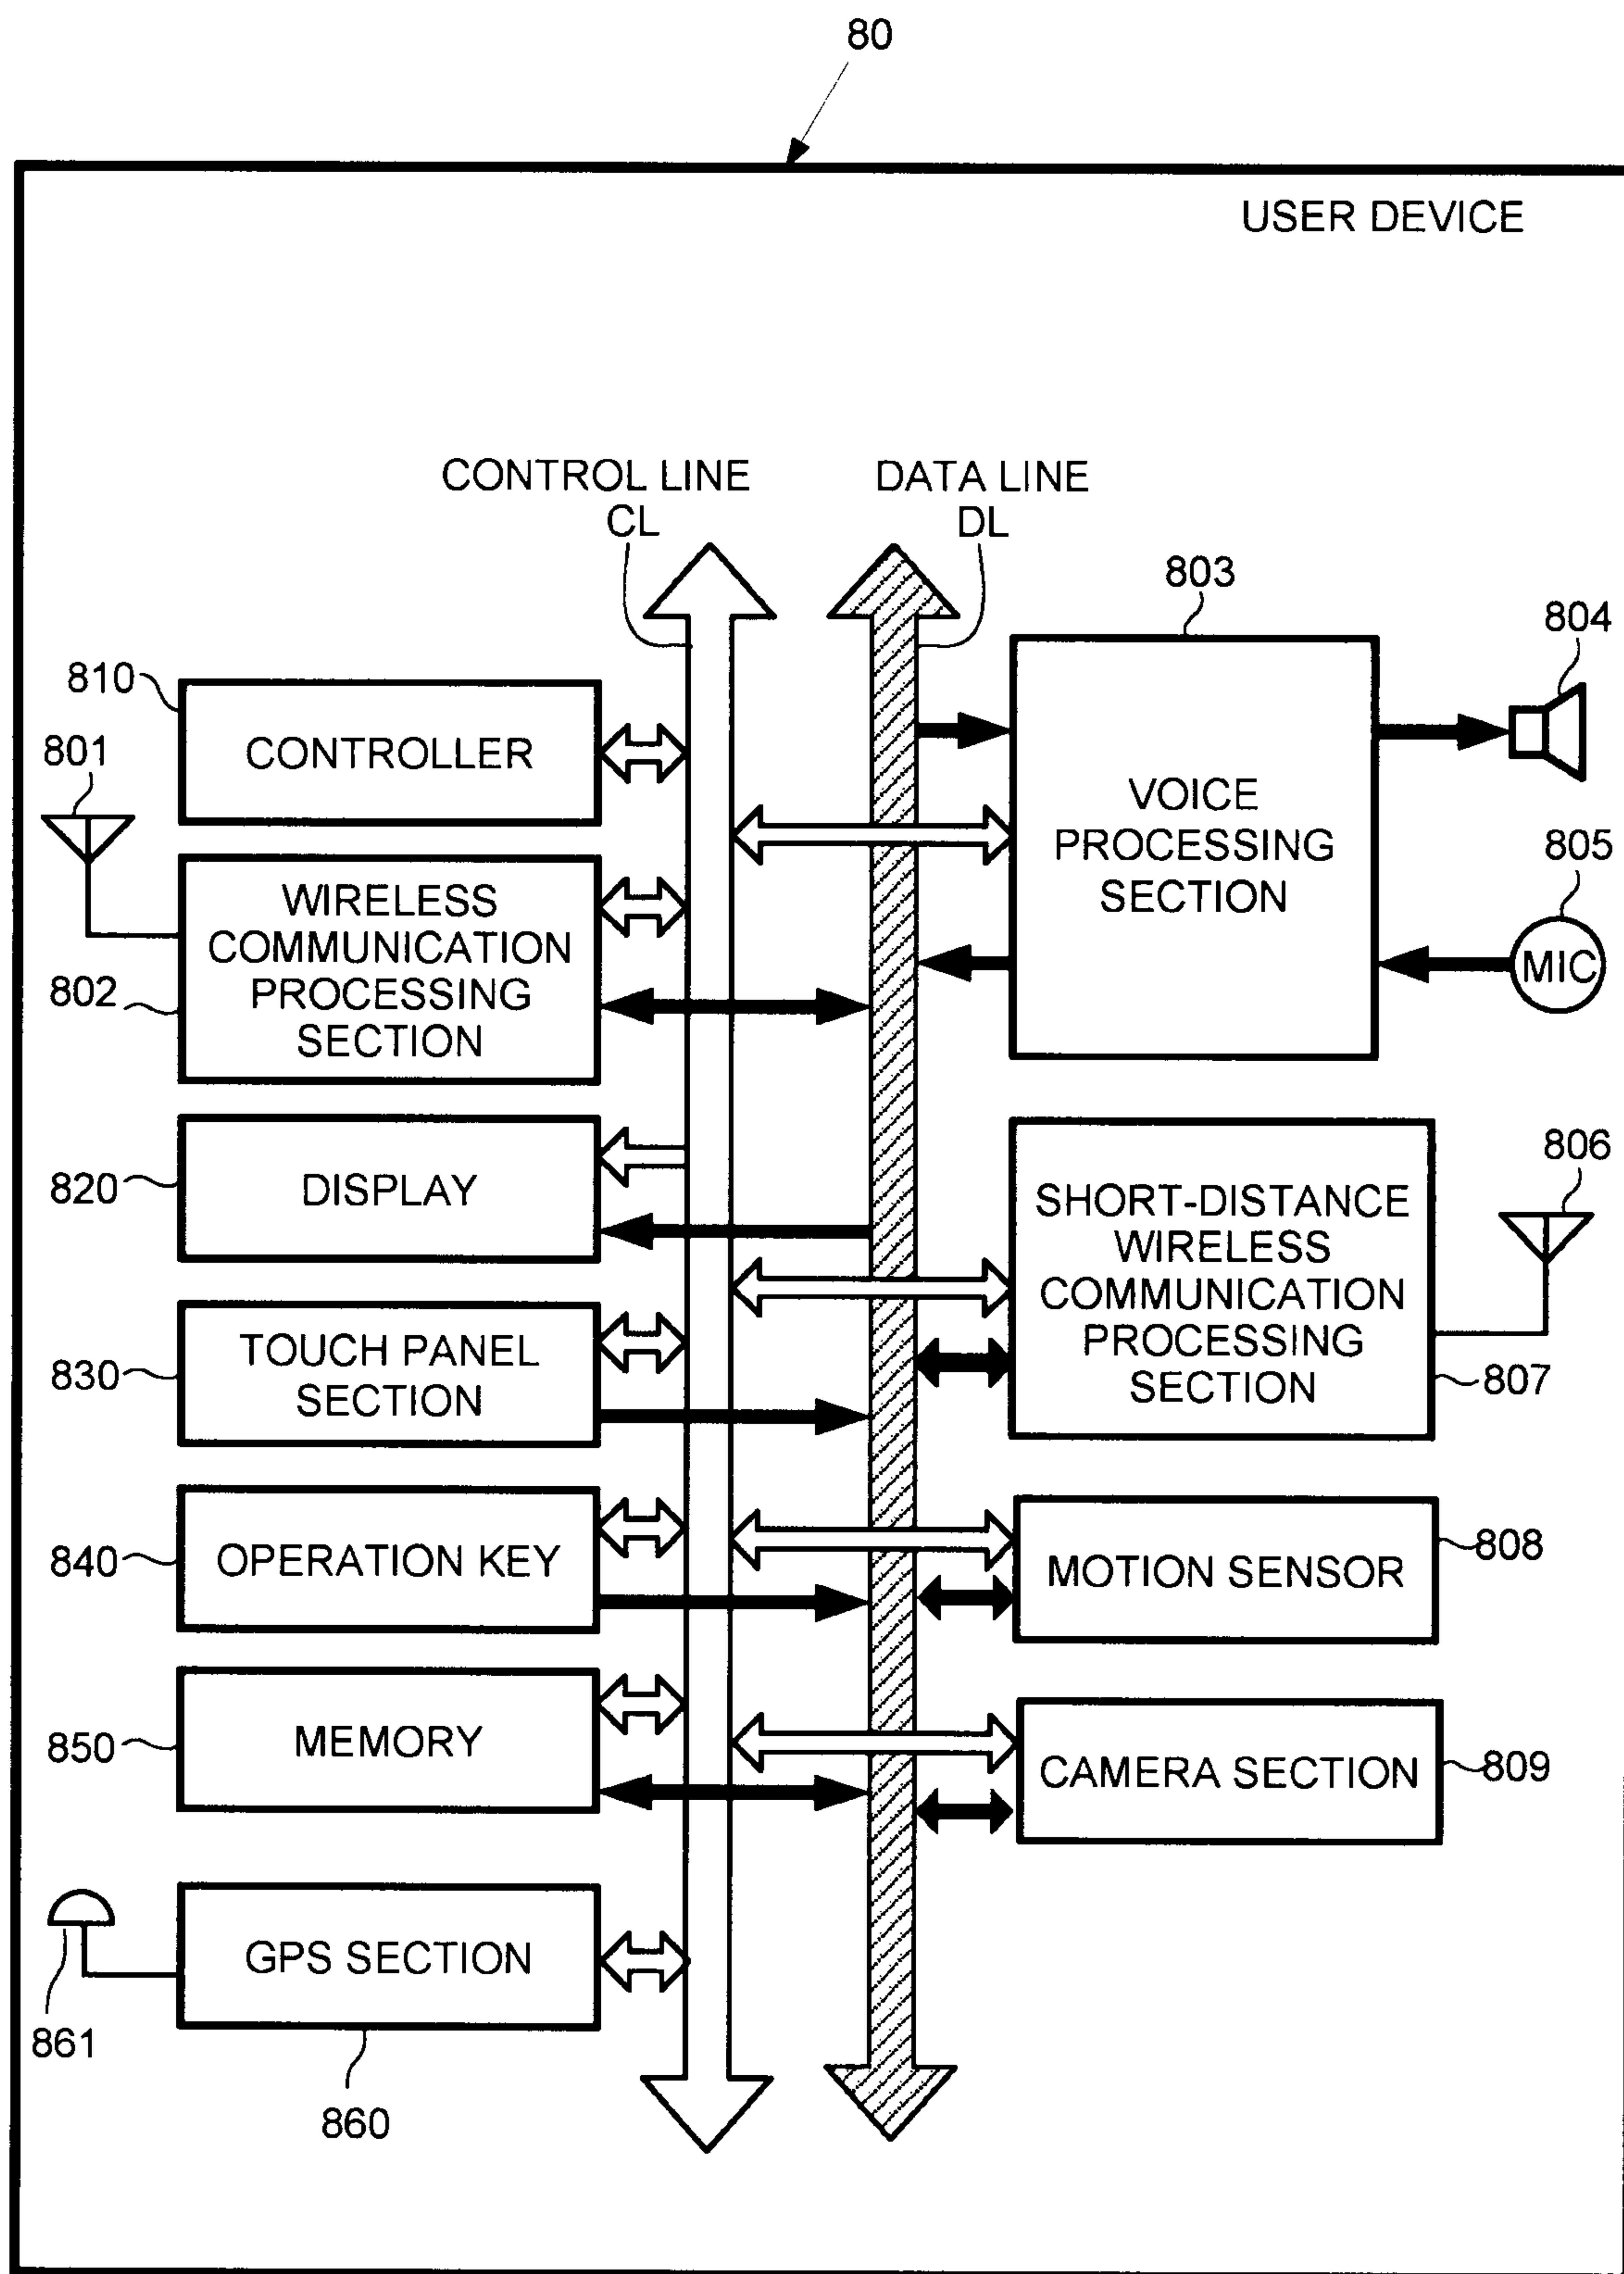 80
USER DEVICE
CONTROL LINE
CL
DATA LINE
DL
803
804
810
CONTROLLER
801
VOICE
PROCESSING
SECTION
805
MIC
WIRELESS
COMMUNICATION
PROCESSING
SECTION
802
806
820
DISPLAY
SHORT-DISTANCE
WIRELESS
COMMUNICATION
PROCESSING
SECTION
807
830
TOUCH PANEL
SECTION
840
OPERATION KEY
MOTION SENSOR
808
850
MEMORY
CAMERA SECTION
809
GPS SECTION
861
860